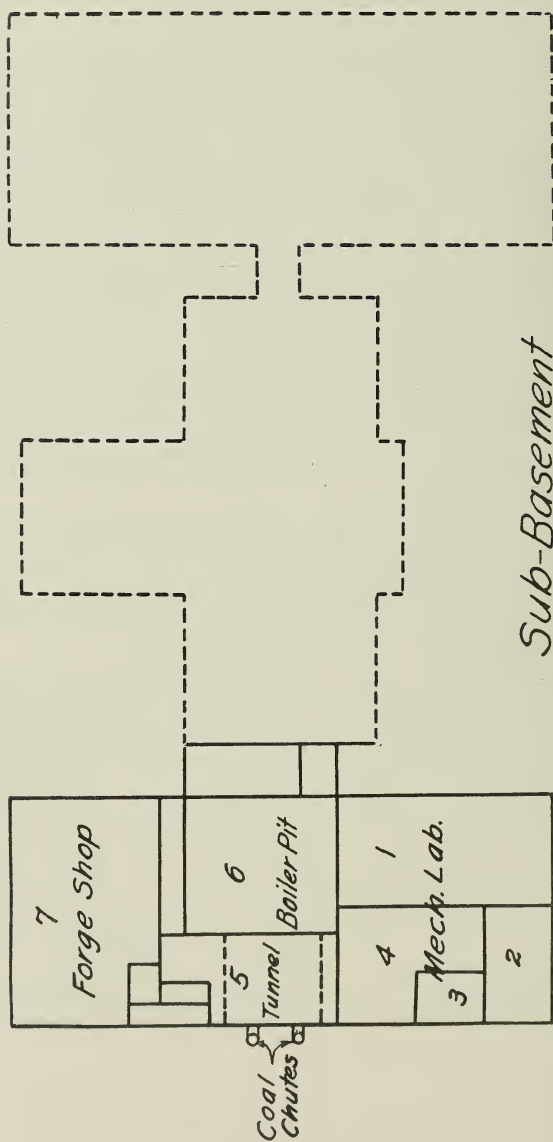 7
Forge Shop
6
Boiler Pit
5
Tunnel
Coal
Chutes
1
4
Mech. Lab.
3
2
Sub-Basement